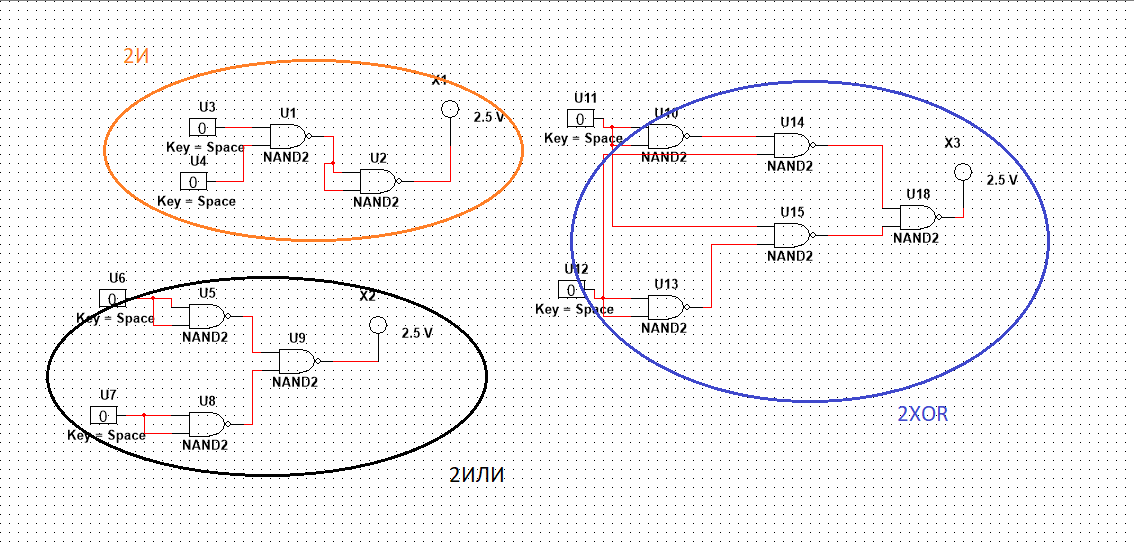 2И
X1
U3
0
Key = Space
U4
0
Key = Space
U1
NAND2
U2
NAND2
2.5 V
U6
0
Key = Space
U5
NAND2
X2
2.5 V
U9
NAND2
U7
0
Key = Space
U8
NAND2
2ИЛИ
U11
0
Key = Space
U10
NAND2
U14
NAND2
X3
2.5 V
U18
NAND2
U15
NAND2
U12
0
Key = Space
U13
NAND2
2XOR